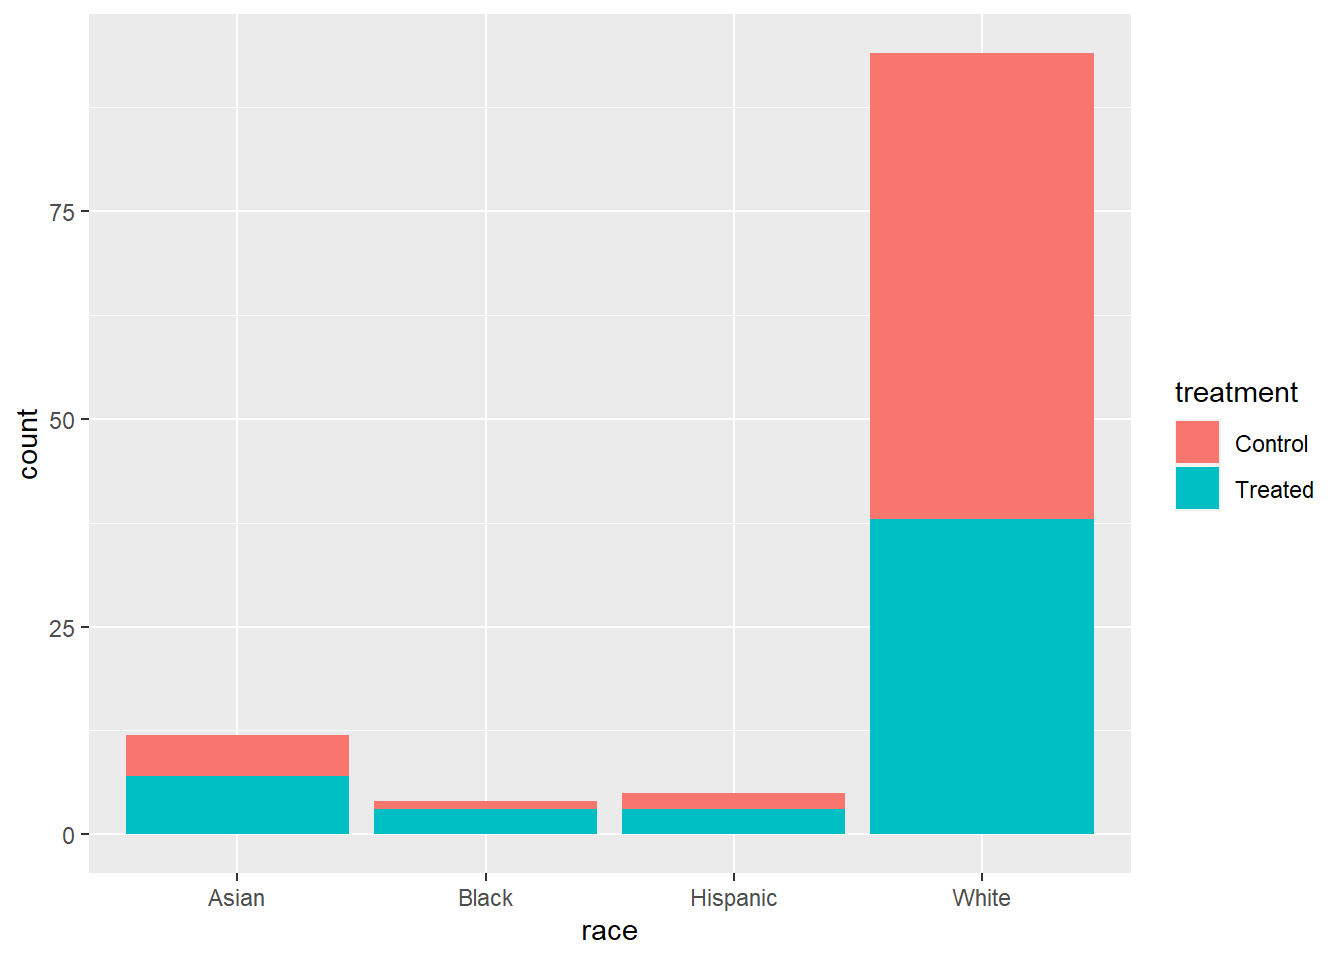 count
75
50
25
0
Asian Black Hispanic White
race
treatment
Control
Treated